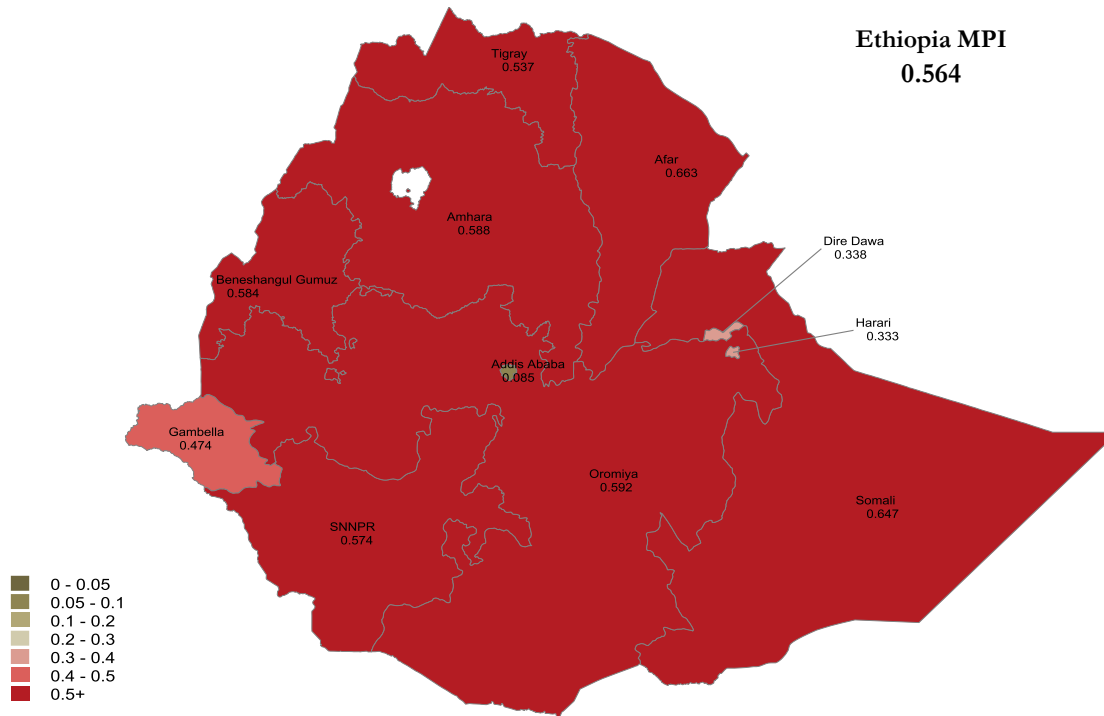 Ethiopia MPI
0.564
Tigray
0.537
Afar
0.663
Amhara
0.588
Dire Dawa
0.338
Beneshangul Gumuz
0.584
Harari
0.333
Addis Ababa
0.085
Gambella
0.474
Oromiya
0.592
Somali
0.647
SNNPR
0.574
0 - 0.05
0.05 - 0.1
0.1 - 0.2
0.2 - 0.3
0.3 - 0.4
0.4 - 0.5
0.5+